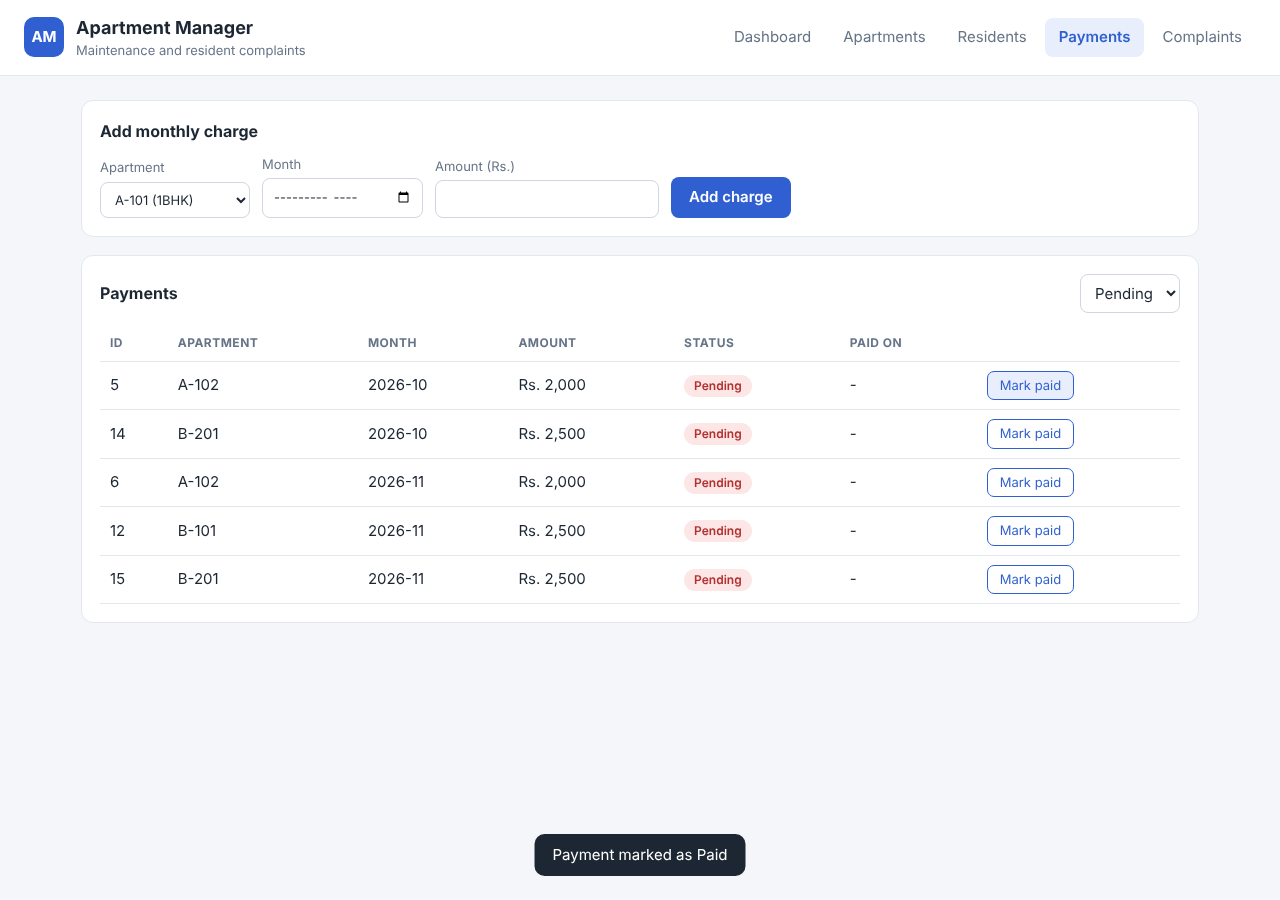 AM
Apartment Manager
Maintenance and resident complaints
Dashboard Apartments Residents Payments Complaints
Add monthly charge
Apartment Month Amount (Rs.)
A-101 (1BHK) --------- ---- Add charge
Payments Pending
ID APARTMENT MONTH AMOUNT STATUS PAID ON
5 A-102 2026-10 Rs. 2,000 Pending - Mark paid
14 B-201 2026-10 Rs. 2,500 Pending - Mark paid
6 A-102 2026-11 Rs. 2,000 Pending - Mark paid
12 B-101 2026-11 Rs. 2,500 Pending - Mark paid
15 B-201 2026-11 Rs. 2,500 Pending - Mark paid
Payment marked as Paid